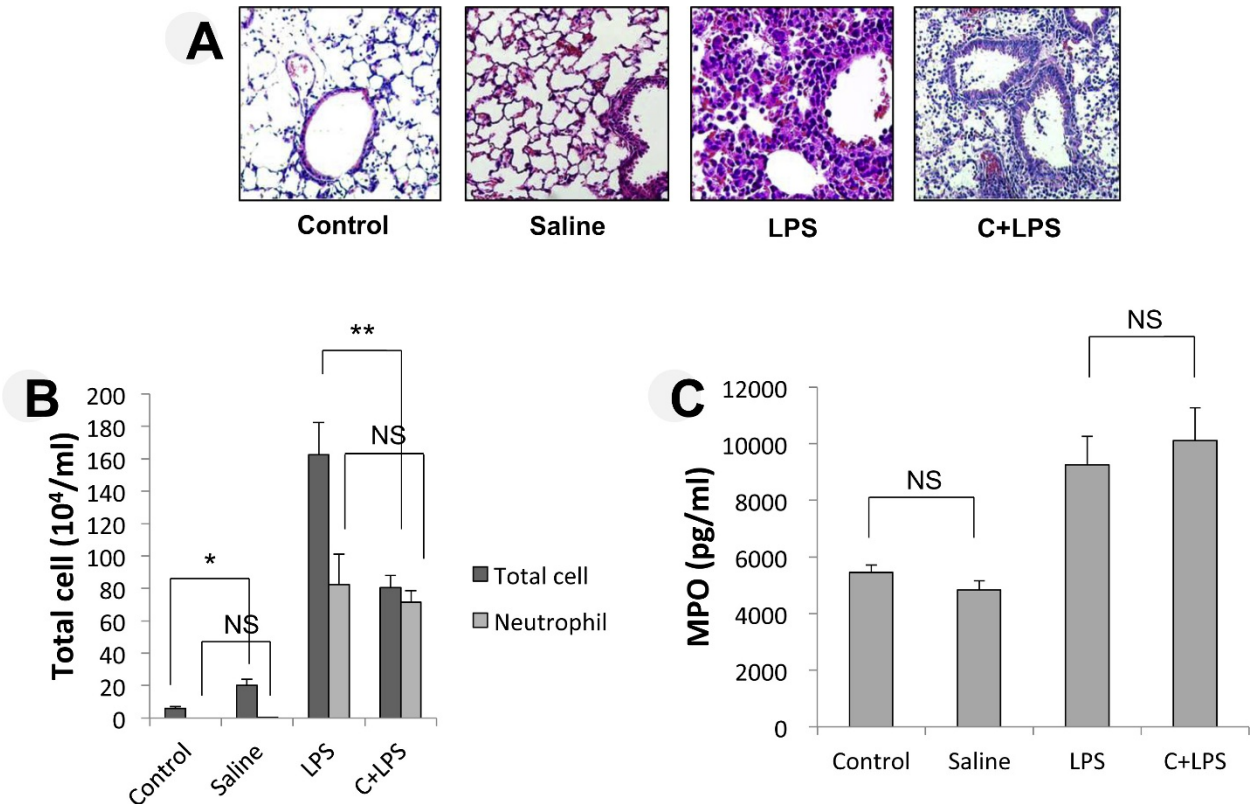 A
Control
Saline
LPS
C+LPS
B
Total cell (10⁴/ml)
200
180
160
140
120
100
80
60
40
20
0
*
NS
**
NS
Control
Saline
LPS
C+LPS
Total cell
Neutrophil
C
MPO (pg/ml)
12000
10000
8000
6000
4000
2000
0
NS
NS
Control
Saline
LPS
C+LPS